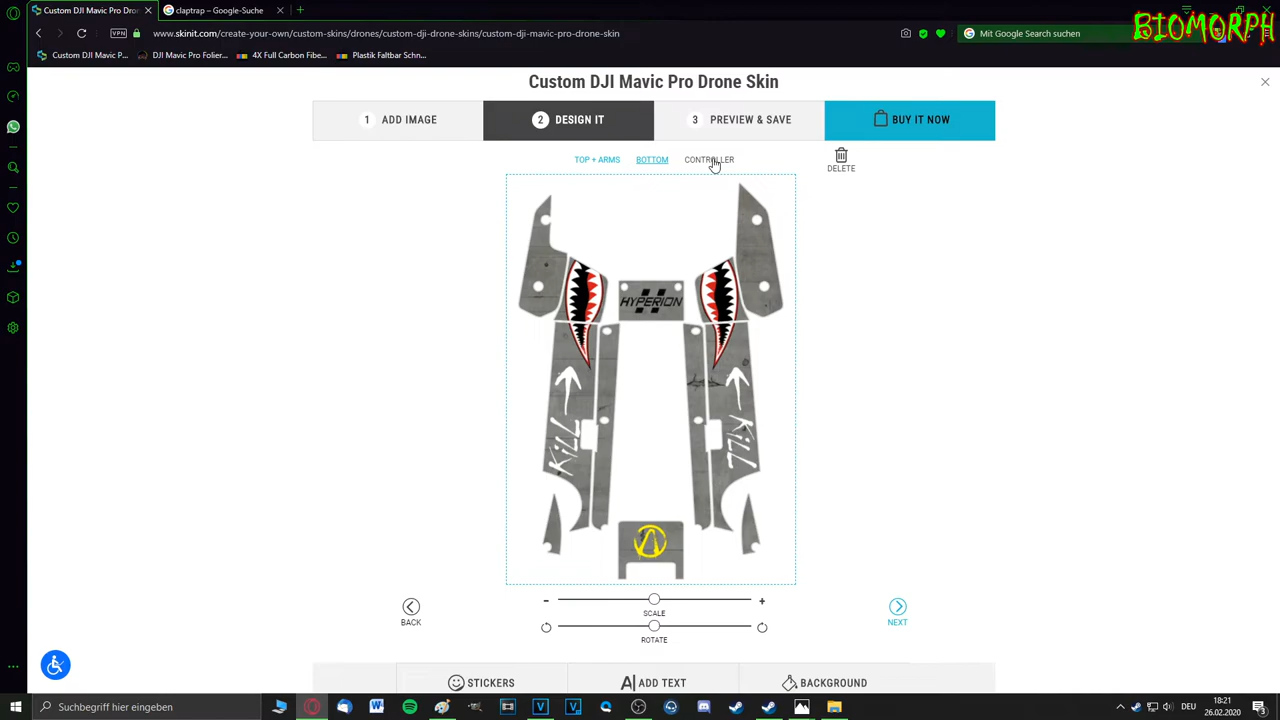 Custom DJI Mavic Pro Dron
claptrap – Google-Suche
BIOMORPH
VPN
www.skinit.com/create-your-own/custom-skins/drones/custom-dji-drone-skins/custom-dji-mavic-pro-drone-skin
Mit Google Search suchen
Custom DJI Mavic P...
DJI Mavic Pro Folier...
4X Full Carbon Fibe...
Plastik Faltbar Schn...
Custom DJI Mavic Pro Drone Skin
1 ADD IMAGE
2 DESIGN IT
3 PREVIEW & SAVE
BUY IT NOW
TOP + ARMS
BOTTOM
CONTROLLER
DELETE
HYPERION
KILL
KILL
- +
SCALE
ROTATE
BACK
NEXT
STICKERS
ADD TEXT
BACKGROUND
Suchbegriff hier eingeben
DEU
18:21
26.02.2020